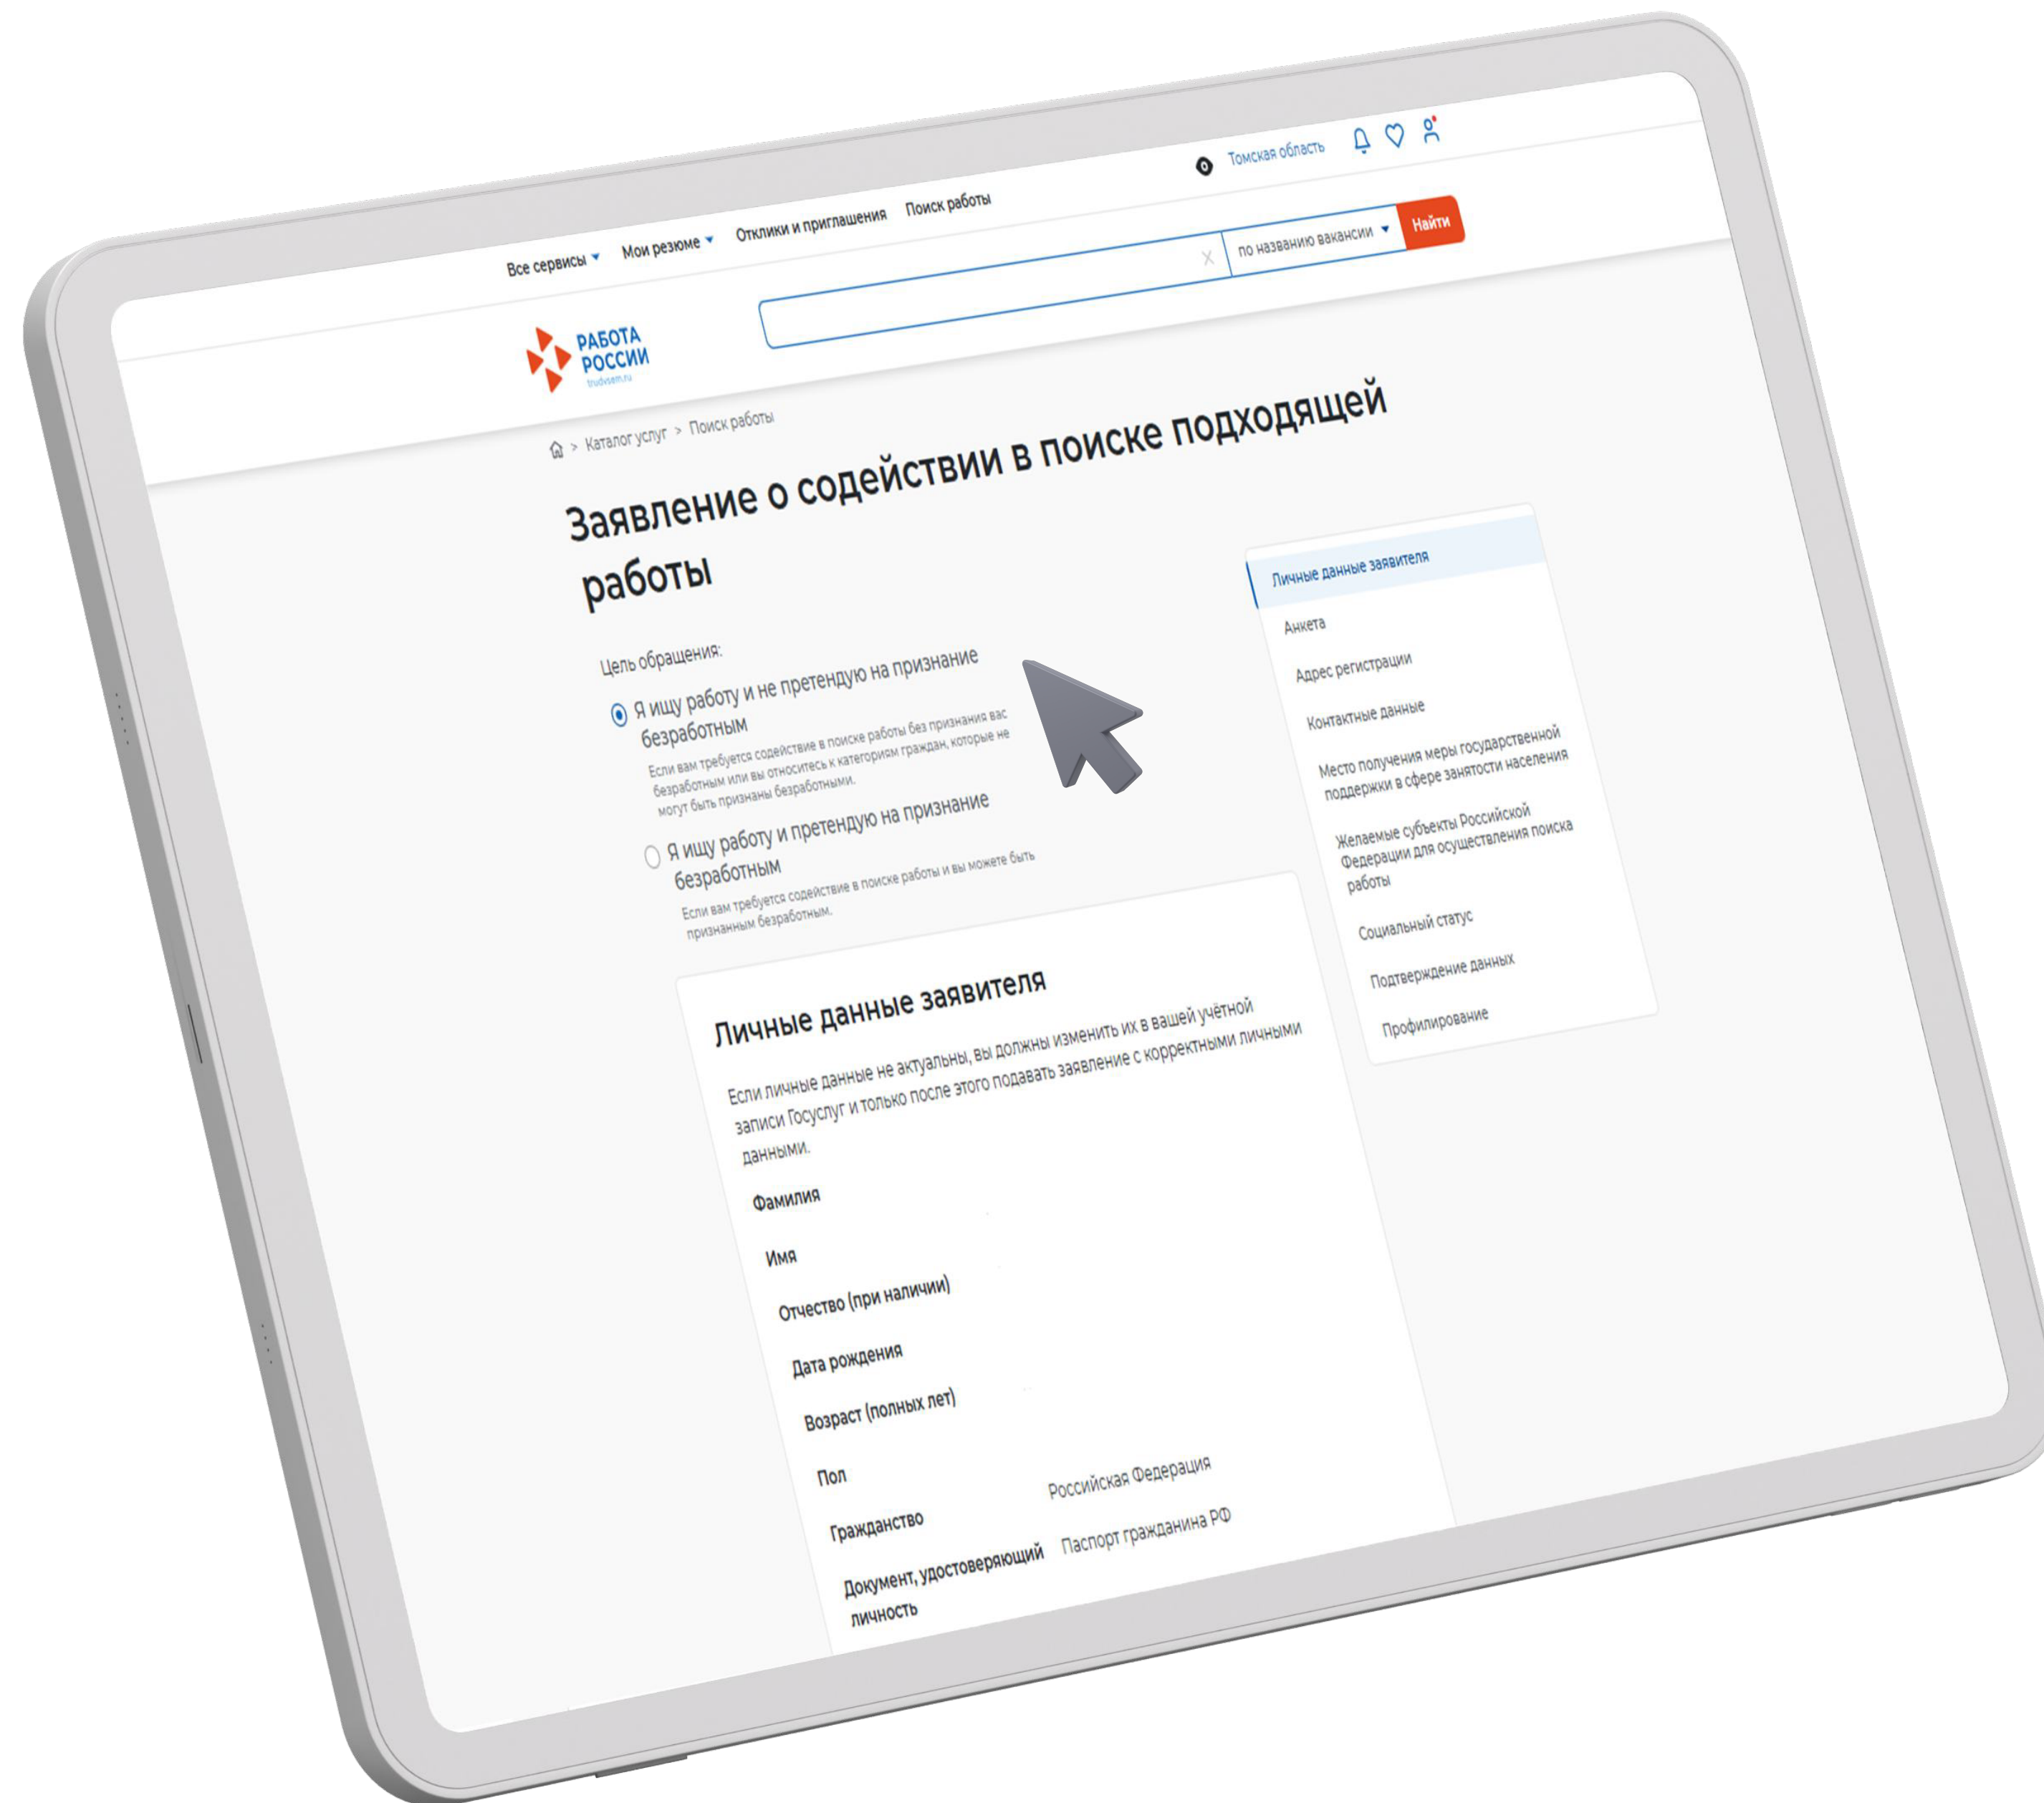 Все сервисы Мои резюме Отклики и приглашения Поиск работы Томская область
РАБОТА
РОССИИ
trudvsem.ru
по названию вакансии Найти
> Каталог услуг > Поиск работы
Заявление о содействии в поиске подходящей
работы
Цель обращения:
Я ищу работу и не претендую на признание
безработным
Если вам требуется содействие в поиске работы без признания вас
безработным или вы относитесь к категориям граждан, которые не
могут быть признаны безработными.
Я ищу работу и претендую на признание
безработным
Если вам требуется содействие в поиске работы и вы можете быть
признанным безработным.
Личные данные заявителя
Если личные данные не актуальны, вы должны изменить их в вашей учётной
записи Госуслуг и только после этого подавать заявление с корректными личными
данными.
Фамилия
Имя
Отчество (при наличии)
Дата рождения
Возраст (полных лет)
Пол
Гражданство Российская Федерация
Документ, удостоверяющий Паспорт гражданина РФ
личность
Личные данные заявителя
Анкета
Адрес регистрации
Контактные данные
Место получения меры государственной
поддержки в сфере занятости населения
Желаемые субъекты Российской
Федерации для осуществления поиска
работы
Социальный статус
Подтверждение данных
Профилирование